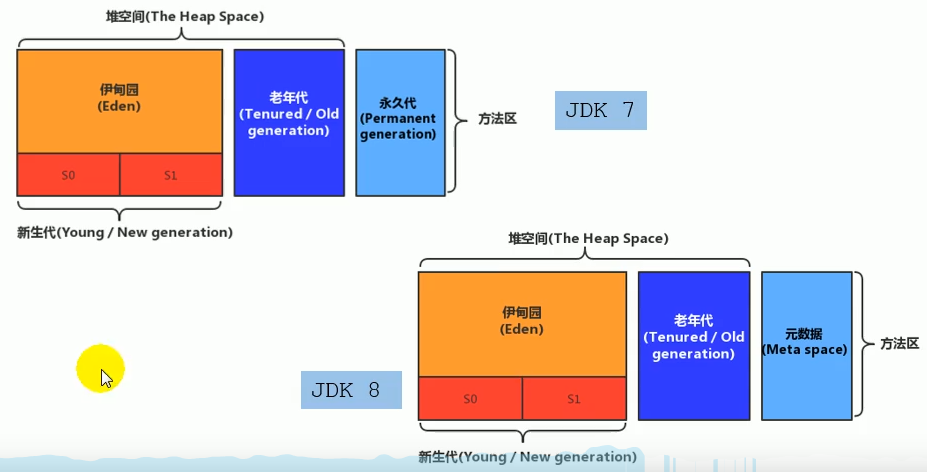 堆空间(The Heap Space)
伊甸园
(Eden)
S0
S1
老年代
(Tenured / Old
generation)
永久代
(Permanent
generation)
方法区
JDK 7
新生代(Young / New generation)
堆空间(The Heap Space)
伊甸园
(Eden)
S0
S1
老年代
(Tenured / Old
generation)
元数据
(Meta space)
方法区
JDK 8
新生代(Young / New generation)